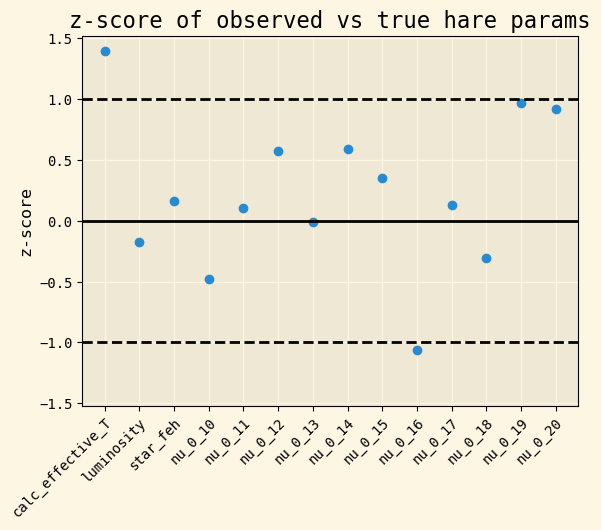 z-score of observed vs true hare params
z-score
1.5
1.0
0.5
0.0
−0.5
−1.0
−1.5
calc_effective_T
luminosity
star_feh
nu_0_10
nu_0_11
nu_0_12
nu_0_13
nu_0_14
nu_0_15
nu_0_16
nu_0_17
nu_0_18
nu_0_19
nu_0_20